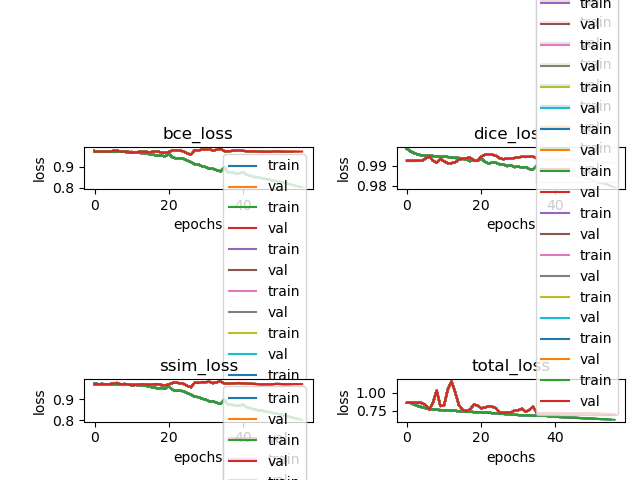 bce_loss
loss
0.9
0.8
0
20
40
epochs
train
val
train
val
train
val
train
val
train
val
train
dice_loss
loss
0.99
0.98
0
20
40
epochs
ssim_loss
loss
0.9
0.8
0
20
40
epochs
train
val
train
val
total_loss
loss
1.00
0.75
0
20
40
epochs
train
val
train
val
train
val
train
val
train
val
train
val
train
val
train
val
train
val
train
val